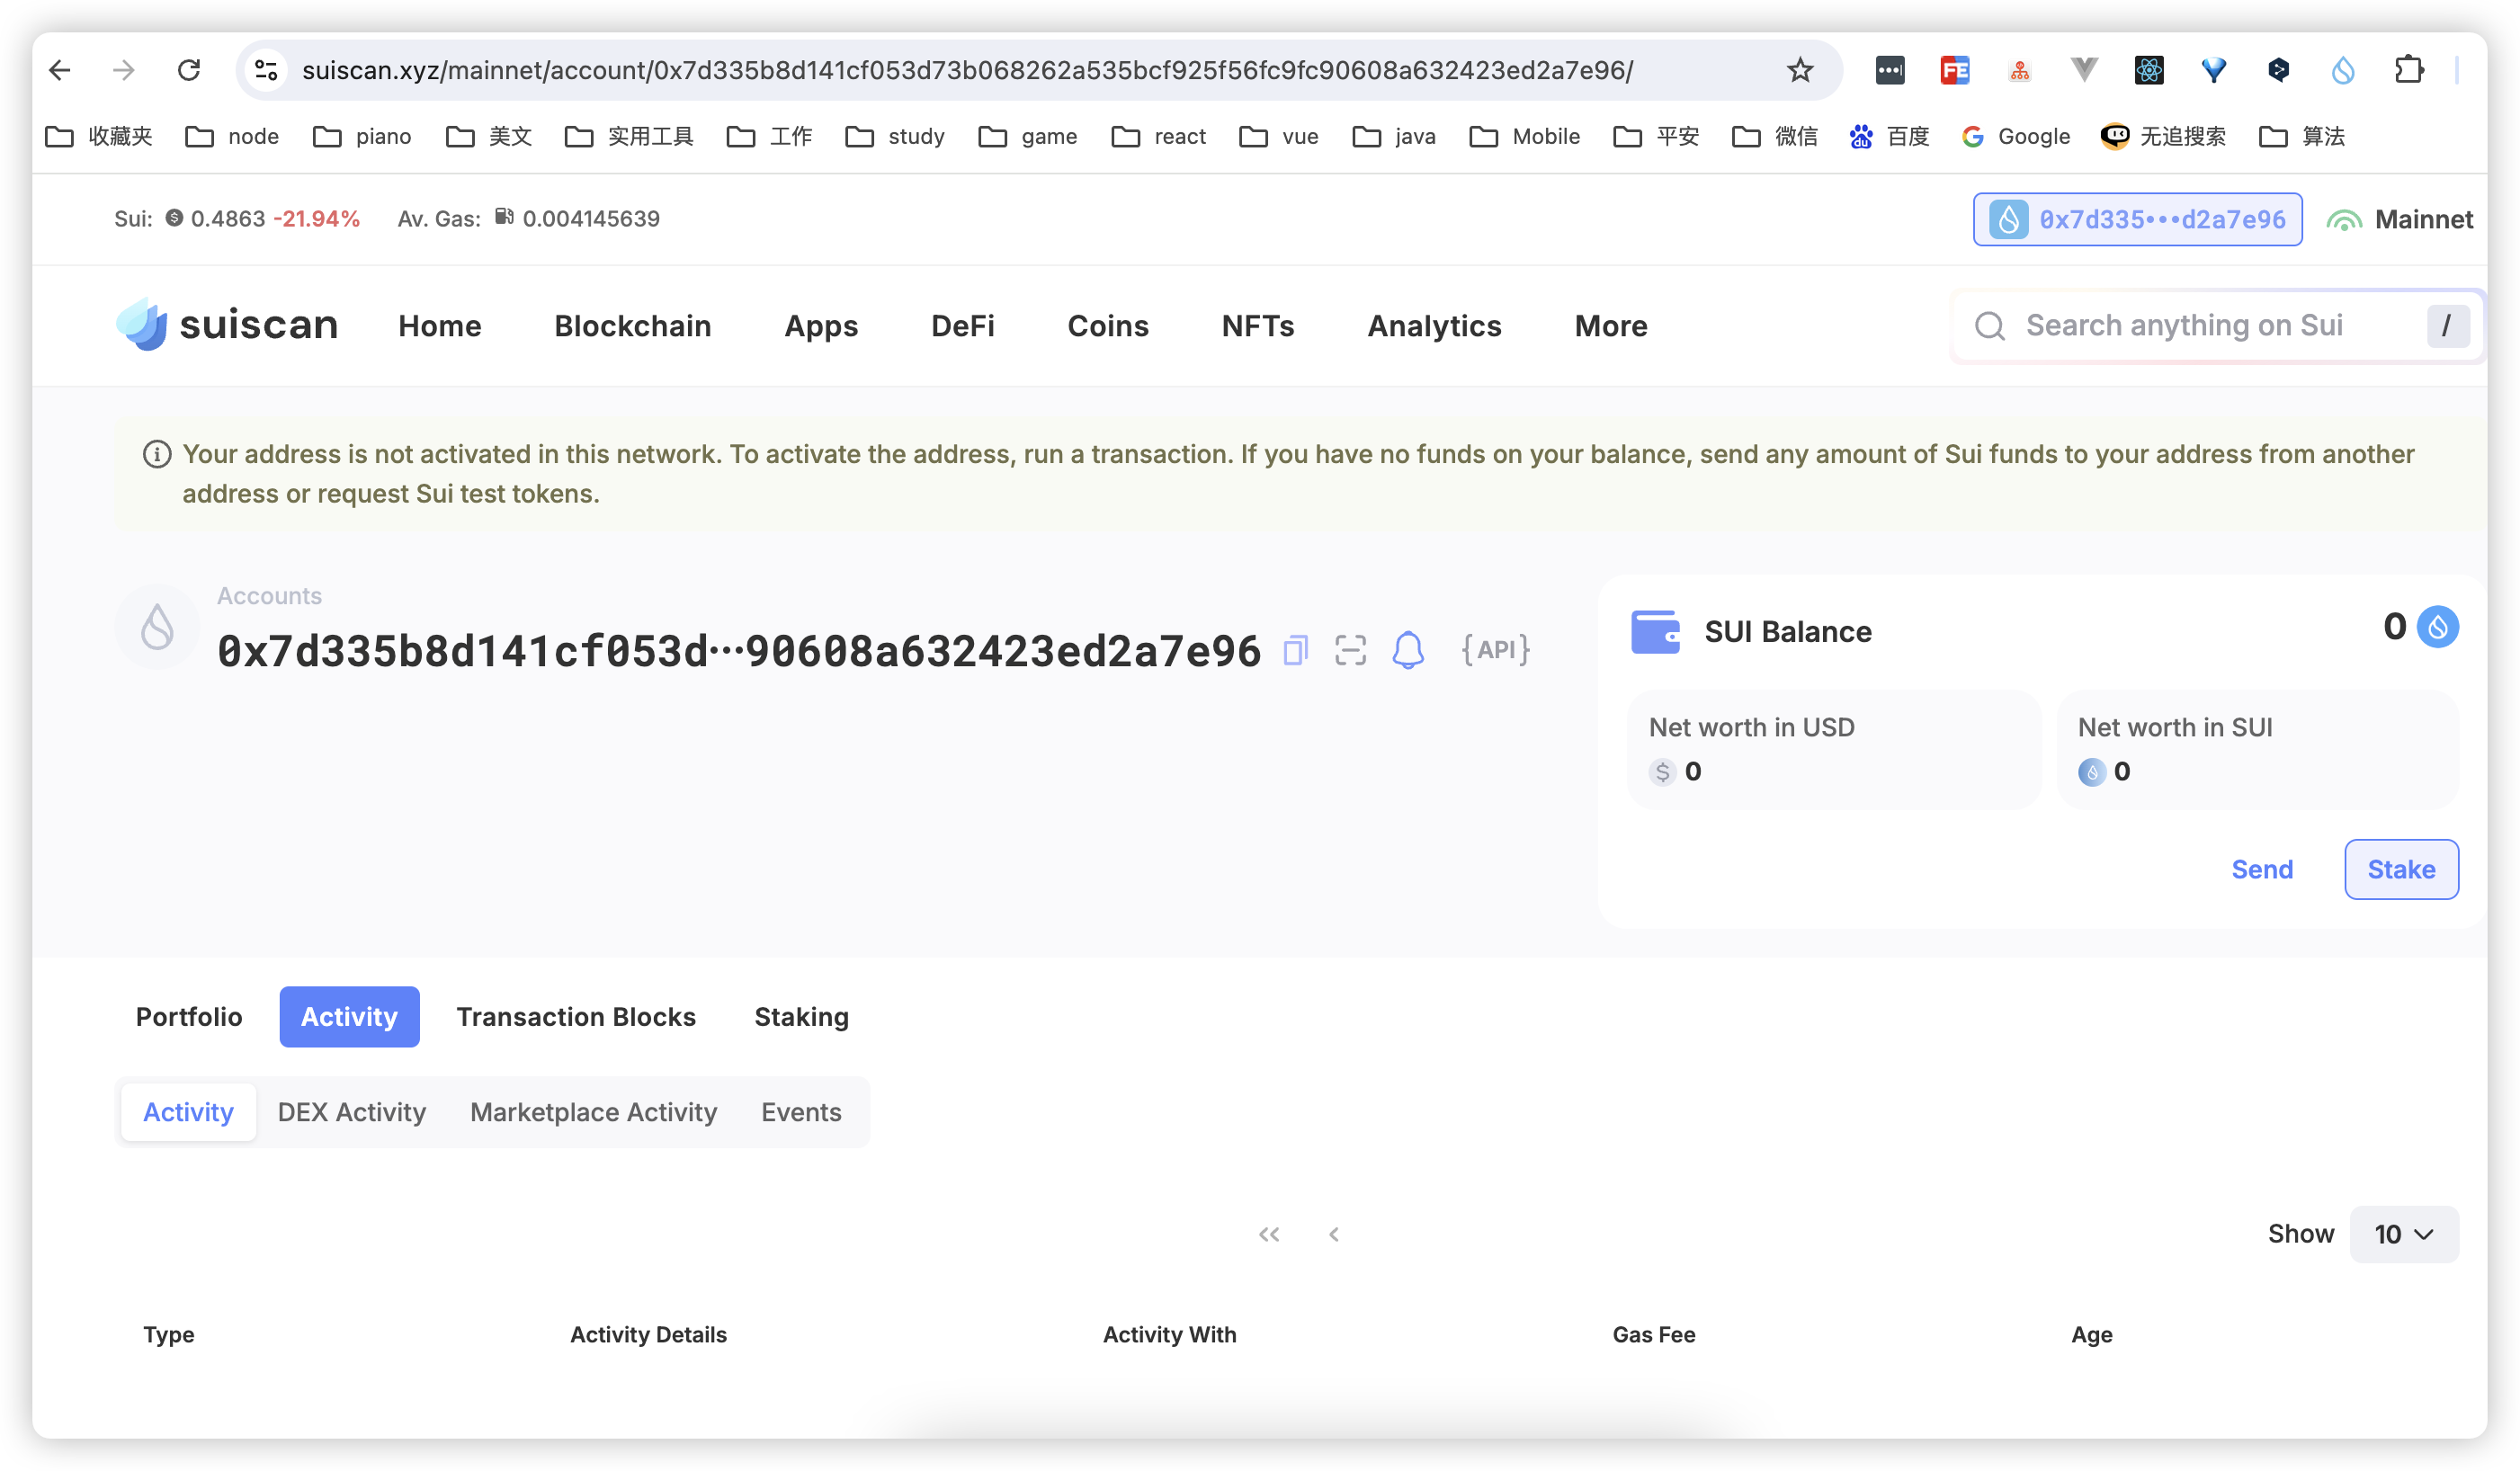 suiscan.xyz/mainnet/account/0x7d335b8d141cf053d73b068262a535bcf925f56fc9fc90608a632423ed2a7e96/
收藏夹 node piano 美文 实用工具 工作 study game react vue java Mobile 平安 微信 百度 Google 无追搜索 算法
Sui: 0.4863 -21.94% Av. Gas: 0.004145639 0x7d335•••d2a7e96 Mainnet
suiscan Home Blockchain Apps DeFi Coins NFTs Analytics More Search anything on Sui /
Your address is not activated in this network. To activate the address, run a transaction. If you have no funds on your balance, send any amount of Sui funds to your address from another
address or request Sui test tokens.
Accounts
0x7d335b8d141cf053d···90608a632423ed2a7e96 {API}
SUI Balance 0
Net worth in USD Net worth in SUI
$ 0 0
Send Stake
Portfolio Activity Transaction Blocks Staking
Activity DEX Activity Marketplace Activity Events
Show 10
Type Activity Details Activity With Gas Fee Age